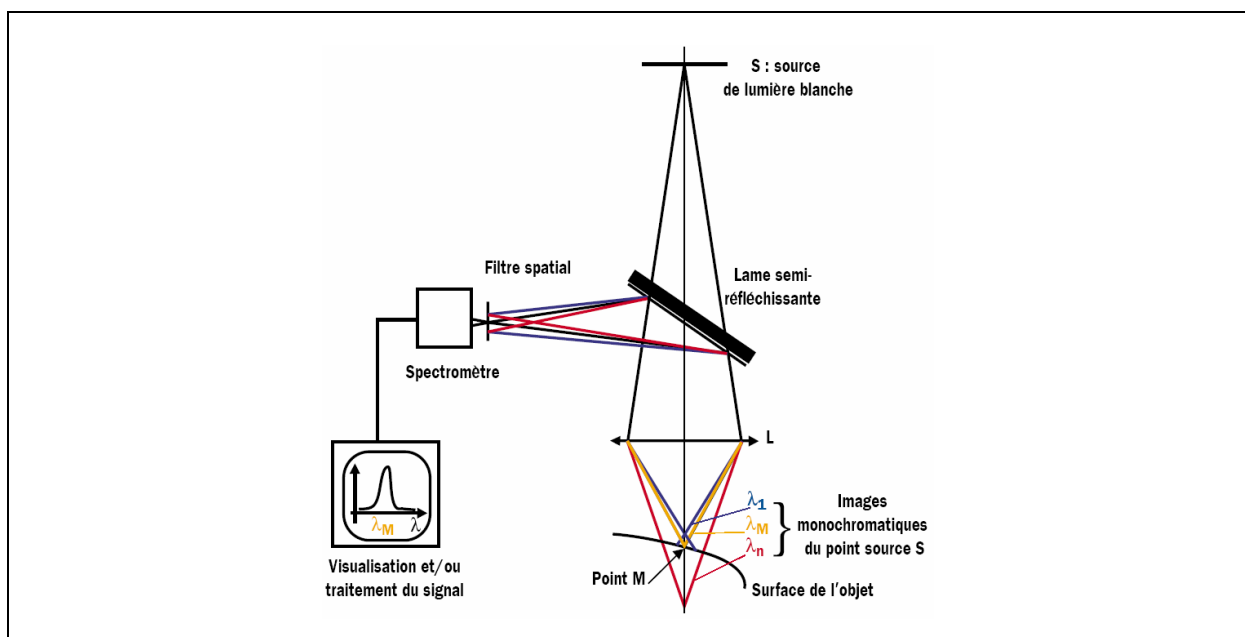 S : source
de lumière blanche
Filtre spatial
Lame semi-
réfléchissante
Spectromètre
L
λ1
λM
λn
Images
monochromatiques
du point source S
λM
λ
Point M
Surface de l'objet
Visualisation et/ou
traitement du signal